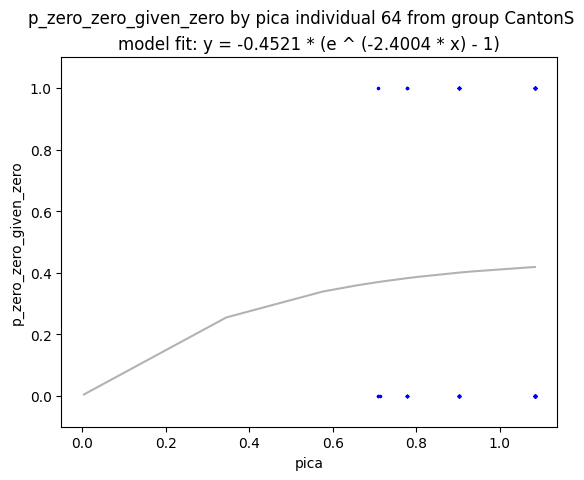 p_zero_zero_given_zero by pica individual 64 from group CantonS
model fit: y = -0.4521 * (e ^ (-2.4004 * x) - 1)
1.0
0.8
0.6
0.4
0.2
0.0
p_zero_zero_given_zero
0.0 0.2 0.4 0.6 0.8 1.0
pica